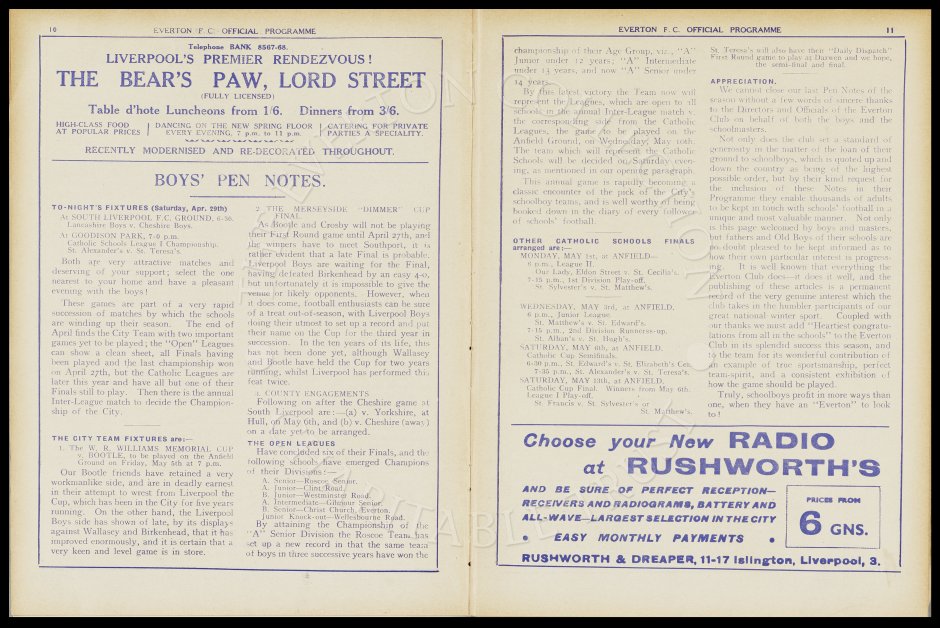 10
EVERTON F.C. OFFICIAL PROGRAMME
Telephone BANK 8567-68.
LIVERPOOL'S PREMIER RENDEZVOUS!
THE BEAR'S PAW, LORD STREET
(FULLY LICENSED)
Table d'hote Luncheons from 1/6. Dinners from 3/6.
HIGH-CLASS FOOD
AT POPULAR PRICES
DANCING ON THE NEW SPRING FLOOR
EVERY EVENING, 7 p.m. to 11 p.m.
CATERING FOR PRIVATE
PARTIES A SPECIALITY.
RECENTLY MODERNISED AND RE-DECORATED THROUGHOUT.
BOYS' PEN NOTES.
TO-NIGHT'S FIXTURES (Saturday, Apr. 29th)
At SOUTH LIVERPOOL F.C. GROUND, 6-30.
Lancashire Boys v. Cheshire Boys.
At GOODISON PARK, 7-0 p.m.
Catholic Schools League I Championship.
St. Alexander's v. St. Teresa's.
Both are very attractive matches and
deserving of your support; select the one
nearest to your home and have a pleasant
evening with the boys!
These games are part of a very rapid
succession of matches by which the schools
are winding up their season. The end of
April finds the City Team with two important
games yet to be played; the "Open" Leagues
can show a clean sheet, all Finals having
been played and the last championship won
on April 27th, but the Catholic Leagues are
later this year and have all but one of their
Finals still to play. Then there is the annual
Inter-League match to decide the Champion-
ship of the City.
THE CITY TEAM FIXTURES are:—
1. The W. R. WILLIAMS MEMORIAL CUP
v. BOOTLE, to be played on the Anfield
Ground on Friday, May 5th at 7 p.m.
Our Bootle friends have retained a very
workmanlike side, and are in deadly earnest
in their attempt to wrest from Liverpool the
Cup, which has been in the City for five years
running. On the other hand, the Liverpool
Boys side has shown of late, by its displays
against Wallasey and Birkenhead, that it has
improved enormously, and it is certain that a
very keen and level game is in store.
2. THE MERSEYSIDE "DIMMER" CUP
FINAL.
As Bootle and Crosby will not be playing
their First Round game until April 27th, and
the winners have to meet Southport, it is
rather evident that a late Final is probable.
Liverpool Boys are waiting for the Final,
having defeated Birkenhead by an easy 4-0,
but unfortunately it is impossible to give the
venue or likely opponents. However, when
it does come, football enthusiasts can be sure
of a treat out-of-season, with Liverpool Boys
doing their utmost to set up a record and put
their name on the Cup for the third year in
succession. In the ten years of its life, this
has not been done yet, although Wallasey
and Bootle have held the Cup for two years
running, whilst Liverpool has performed this
feat twice.
3. COUNTY ENGAGEMENTS
Following on after the Cheshire game at
South Liverpool are:—(a) v. Yorkshire, at
Hull, on May 6th, and (b) v. Cheshire (away)
on a date yet to be arranged.
THE OPEN LEAGUES
Have concluded six of their Finals, and the
following schools have emerged Champions
of their Divisions:—
A. Senior—Roscoe Senior.
A. Junior—Clint Road.
B. Junior—Westminster Road.
A. Intermediate—Gilmour Senior.
B. Senior—Christ Church, Everton.
Junior Knock-out—Wellesbourne Road.
By attaining the Championship of the
"A" Senior Division the Roscoe Team has
set up a new record in that the same team
of boys in three successive years have won the
EVERTON F.C. OFFICIAL PROGRAMME
11
championship of their Age Group, viz., "A"
Junior under 12 years; "A" Intermediate
under 13 years, and now "A" Senior under
14 years.
By this latest victory the Team now will
represent the Leagues, which are open to all
schools in the annual Inter-League match v.
the corresponding side from the Catholic
Leagues, the game to be played on the
Anfield Ground, on Wednesday, May 10th.
The team which will represent the Catholic
Schools will be decided on Saturday even-
ing, as mentioned in our opening paragraph.
This annual game is rapidly becoming a
classic encounter of the pick of the City's
schoolboy teams, and is well worthy of being
booked down in the diary of every follower
of schools' football.
OTHER CATHOLIC SCHOOLS FINALS
arranged are:—
MONDAY, MAY 1st, at ANFIELD—
6 p.m., League II.
Our Lady, Eldon Street v. St. Cecilia's.
7-15 p.m., 1st Division Play-off.
St. Sylvester's v. St. Matthew's.
WEDNESDAY, MAY 3rd, at ANFIELD.
6 p.m., Junior League.
St. Matthew's v. St. Edward's.
7-15 p.m., 2nd Division Runners-up.
St. Alban's v. St. Hugh's.
SATURDAY, MAY 6th, at ANFIELD.
Catholic Cup Semifinals.
6-30 p.m., St. Edward's v. St. Elizabeth's Cen.
7-35 p.m., St. Alexander's v. St. Teresa's.
SATURDAY, MAY 13th, at ANFIELD.
Catholic Cup Final. Winners from May 6th.
League I Play-off.
St. Francis v. St. Sylvester's or
St. Matthew's.
St. Teresa's will also have their "Daily Dispatch"
First Round game to play at Darwen and we hope,
the semi-final and final.
APPRECIATION.
We cannot close our last Pen Notes of the
season without a few words of sincere thanks
to the Directors and Officials of the Everton
Club on behalf of both the boys and the
schoolmasters.
Not only does the club set a standard of
generosity in the matter of the loan of their
ground to schoolboys, which is quoted up and
down the country as being of the highest
possible order, but by their kind request for
the inclusion of these Notes in their
Programme they enable thousands of adults
to be kept in touch with schools' football in a
unique and most valuable manner. Not only
is this page welcomed by boys and masters,
but fathers and Old Boys of their schools are
no doubt pleased to be kept informed as to
how their own particular interest is progress-
ing. It is well known that everything the
Everton Club does—it does well, and the
publishing of these articles is a permanent
record of the very genuine interest which the
club takes in the humbler participants of our
great national winter sport. Coupled with
our thanks we must add "Heartiest congratu-
lations from all in the schools" to the Everton
Club in its splendid success this season, and
to the team for its wonderful contribution of
an example of true sportsmanship, perfect
team-spirit, and a consistent exhibition of
how the game should be played.
Truly, schoolboys profit in more ways than
one, when they have an "Everton" to look
to!
Choose your New RADIO
at RUSHWORTH'S
AND BE SURE OF PERFECT RECEPTION—
RECEIVERS AND RADIOGRAMS, BATTERY AND
ALL-WAVE—LARGEST SELECTION IN THE CITY
• EASY MONTHLY PAYMENTS •
PRICES FROM
6 GNS.
RUSHWORTH & DREAPER, 11-17 Islington, Liverpool, 3.